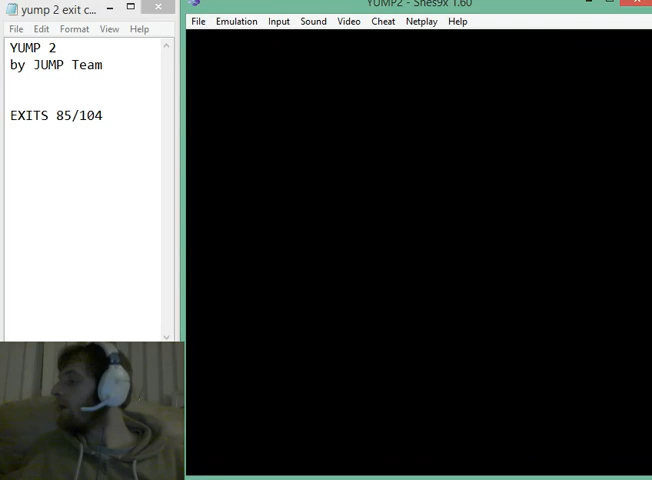 yump 2 exit c...
File Edit Format View Help
YUMP 2
by JUMP Team
EXITS 85/104
YUMP2 - Snes9x 1.60
File Emulation Input Sound Video Cheat Netplay Help